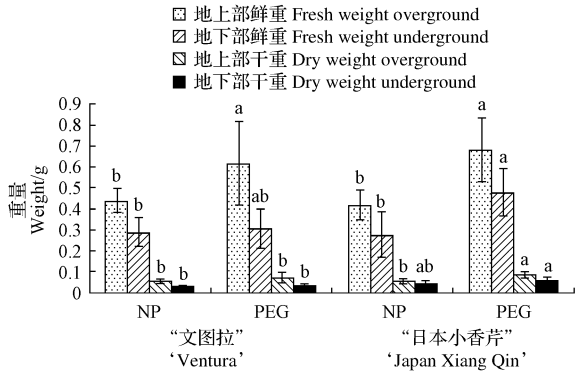 地上部鲜重 Fresh weight overground
地下部鲜重 Fresh weight underground
地上部干重 Dry weight overground
地下部干重 Dry weight underground
重量
Weight/g
0.9
0.8
0.7
0.6
0.5
0.4
0.3
0.2
0.1
0
b
b
b
b
a
ab
b
b
b
b
b
ab
a
a
a
a
NP
PEG
NP
PEG
“文图拉”
‘Ventura’
“日本小香芹”
‘Japan Xiang Qin’